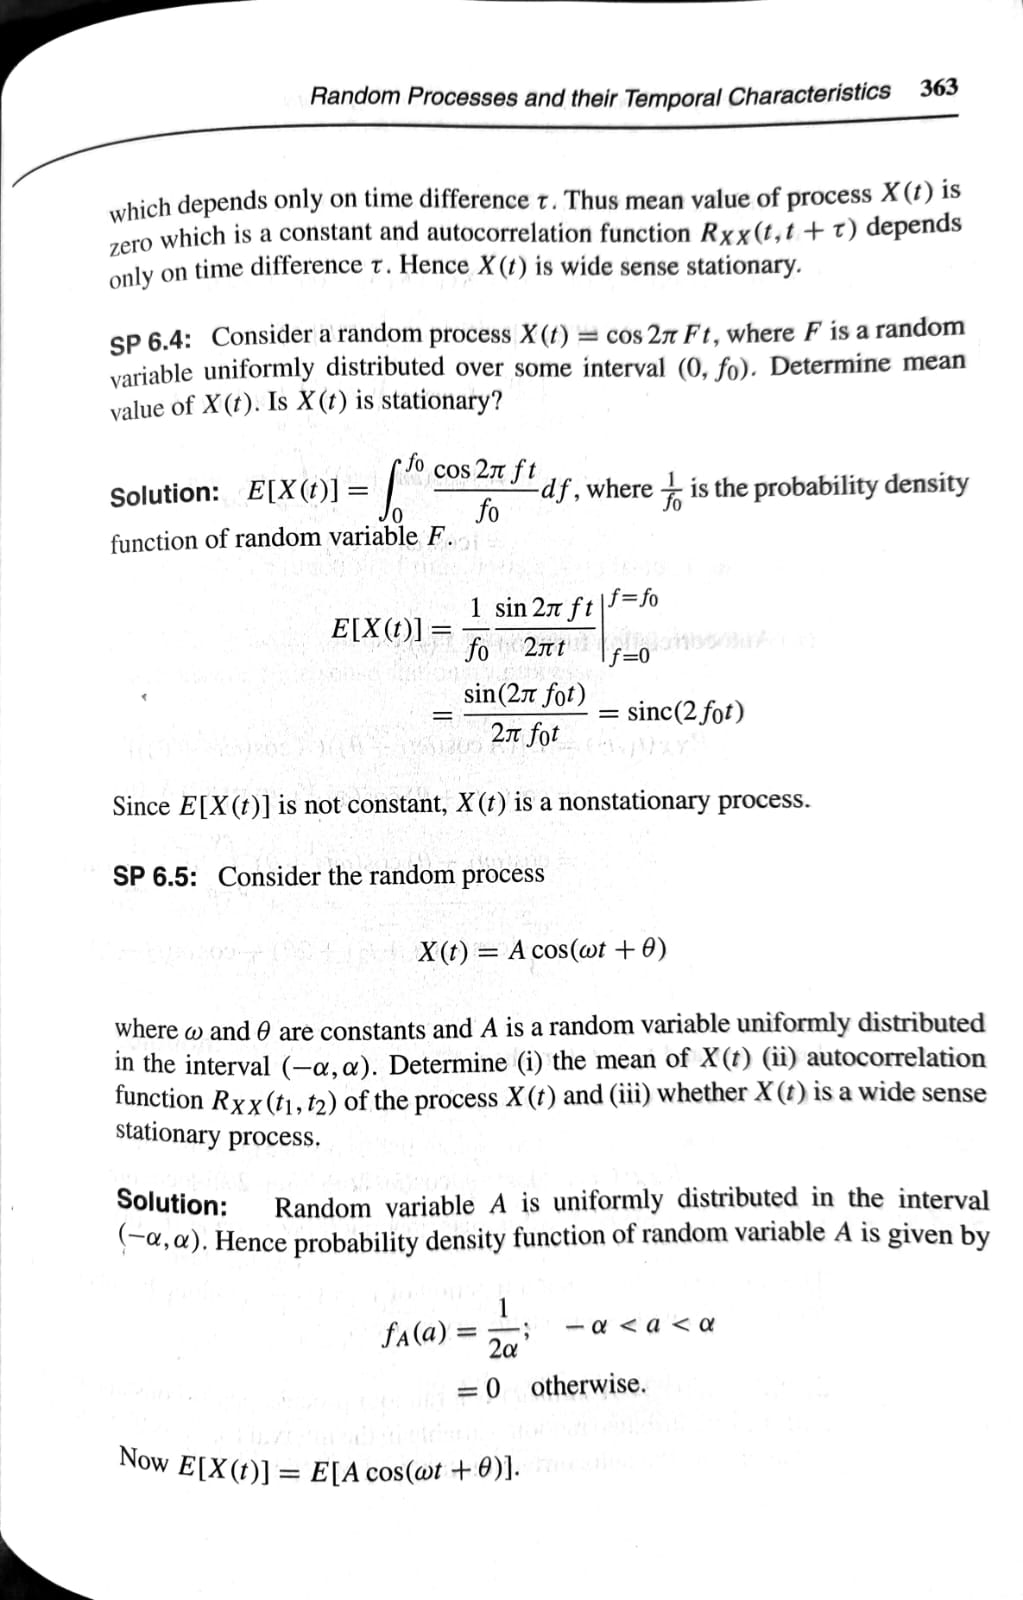 Random Processes and their Temporal Characteristics 363
which depends only on time difference τ. Thus mean value of process X(t) is
zero which is a constant and autocorrelation function R_XX(t, t + τ) depends
only on time difference τ. Hence X(t) is wide sense stationary.
SP 6.4: Consider a random process X(t) = cos 2π Ft, where F is a random
variable uniformly distributed over some interval (0, f₀). Determine mean
value of X(t). Is X(t) is stationary?
Solution: E[X(t)] = ∫₀^{f₀} (cos 2π ft)/f₀ df, where 1/f₀ is the probability density
function of random variable F.
E[X(t)] = (1/f₀) (sin 2π ft)/(2πt) |_{f=0}^{f=f₀}
= sin(2π f₀t)/(2π f₀t) = sinc(2 f₀t)
Since E[X(t)] is not constant, X(t) is a nonstationary process.
SP 6.5: Consider the random process
X(t) = A cos(ωt + θ)
where ω and θ are constants and A is a random variable uniformly distributed
in the interval (−α, α). Determine (i) the mean of X(t) (ii) autocorrelation
function R_XX(t₁, t₂) of the process X(t) and (iii) whether X(t) is a wide sense
stationary process.
Solution: Random variable A is uniformly distributed in the interval
(−α, α). Hence probability density function of random variable A is given by
f_A(a) = 1/(2α); − α < a < α
= 0 otherwise.
Now E[X(t)] = E[A cos(ωt + θ)].